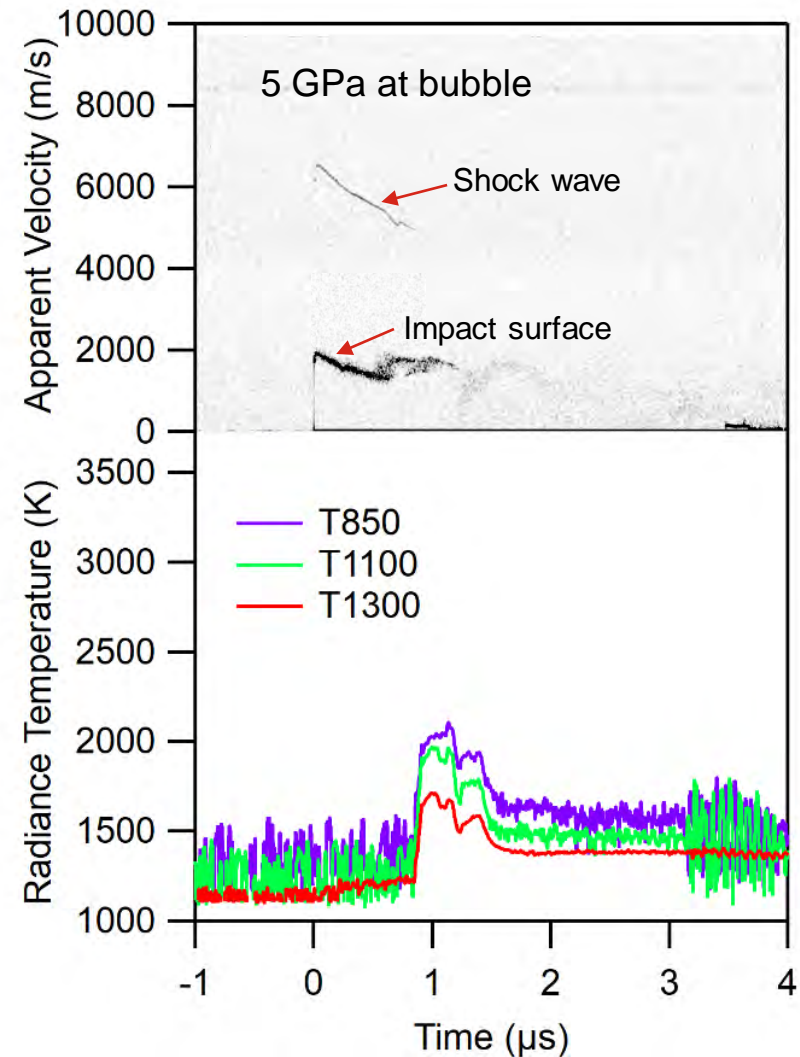 Apparent Velocity (m/s)
10000
8000
6000
4000
2000
0
5 GPa at bubble
Shock wave
Impact surface
Radiance Temperature (K)
3500
3000
2500
2000
1500
1000
T850
T1100
T1300
-1 0 1 2 3 4
Time (µs)